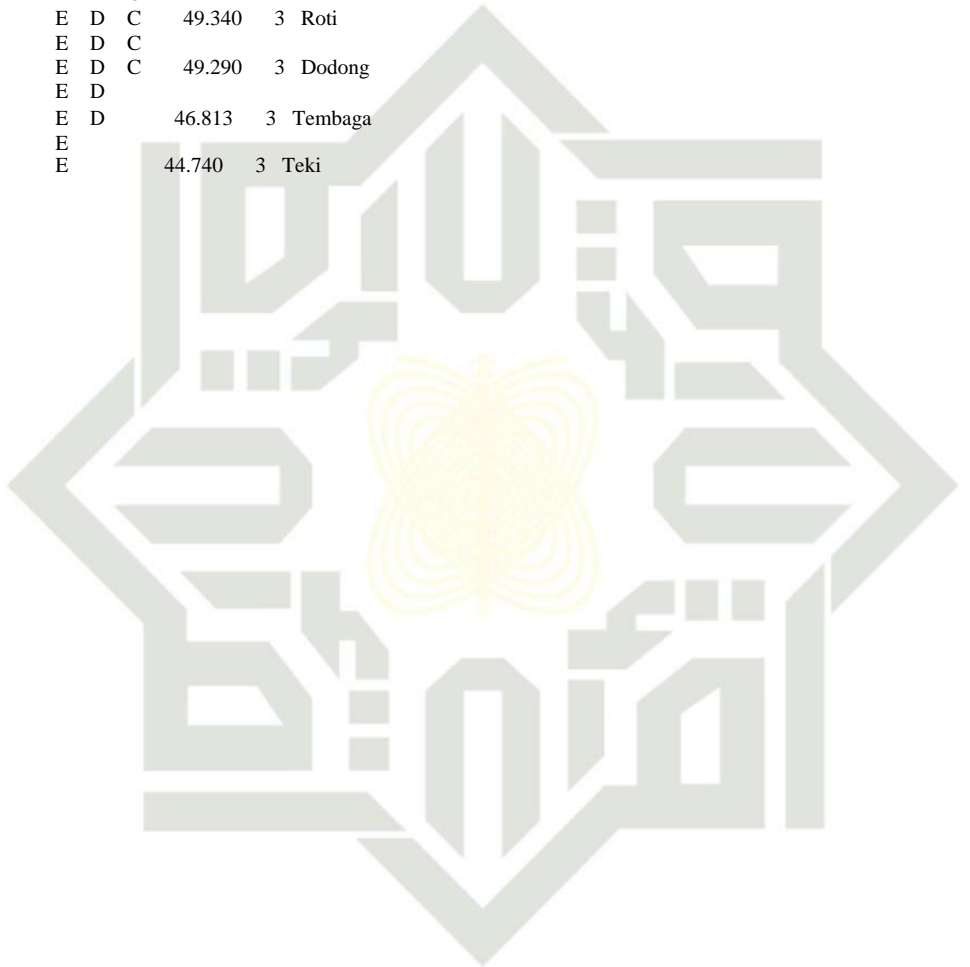 E D C 49.340 3 Roti
E D C
E D C 49.290 3 Dodong
E D
E D 46.813 3 Tembaga
E
E 44.740 3 Teki